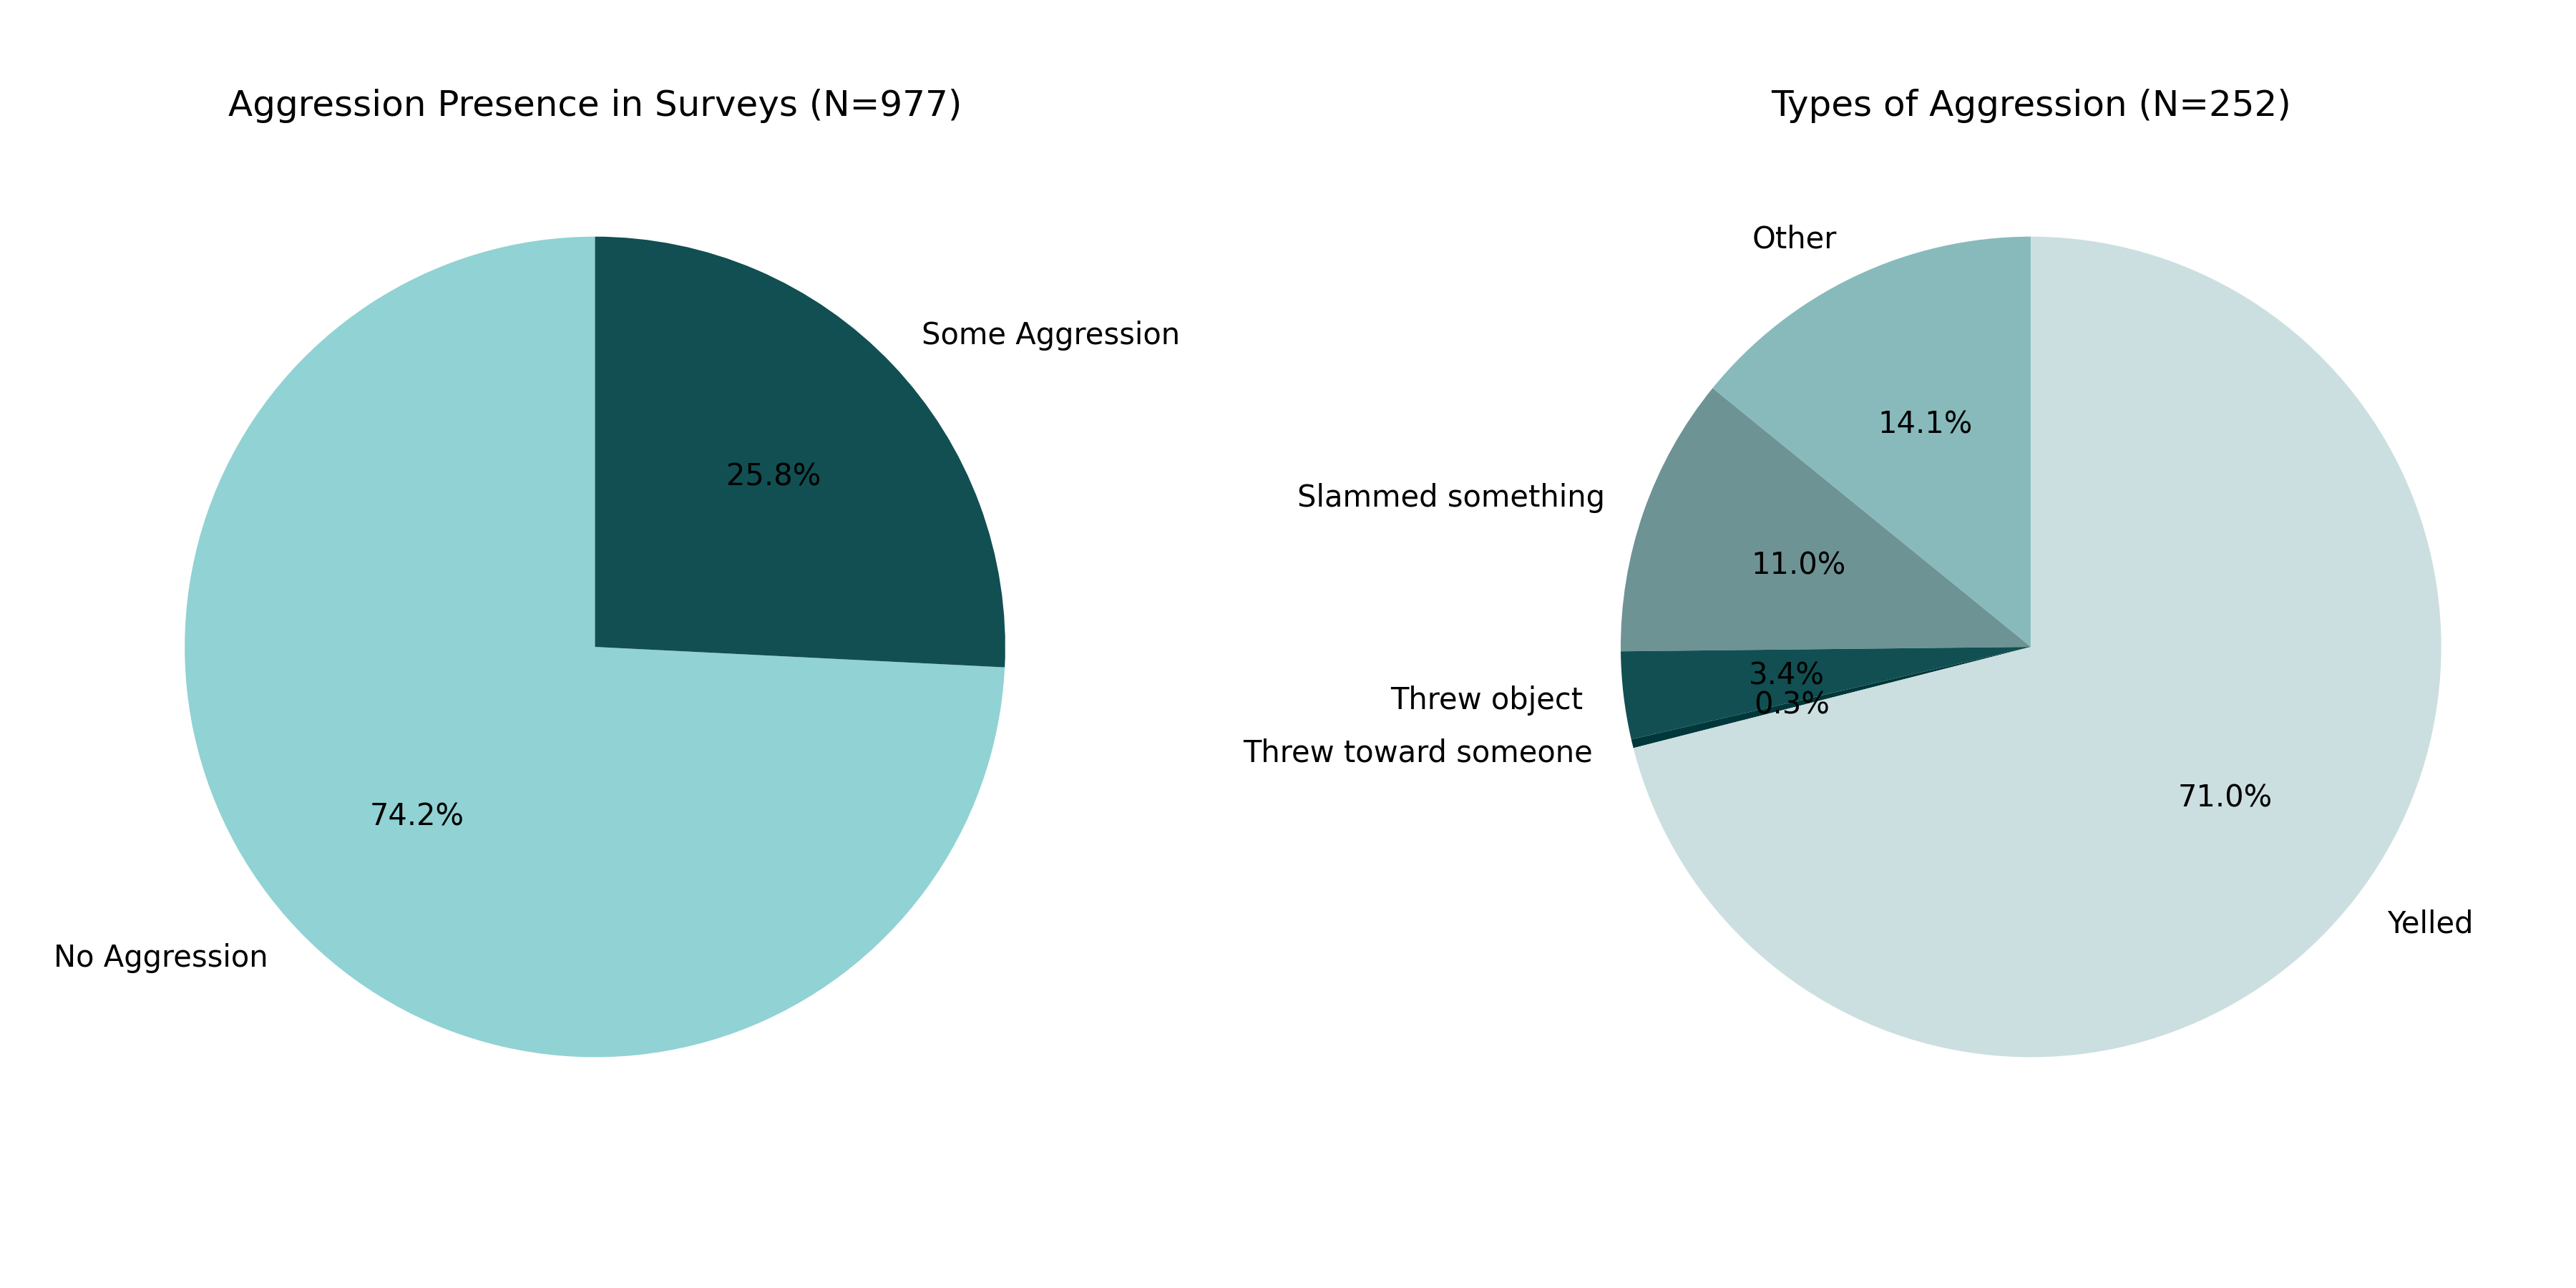 Aggression Presence in Surveys (N=977)
Some Aggression
25.8%
74.2%
No Aggression
Types of Aggression (N=252)
Other
14.1%
Slammed something
11.0%
3.4%
Threw object
0.3%
Threw toward someone
71.0%
Yelled